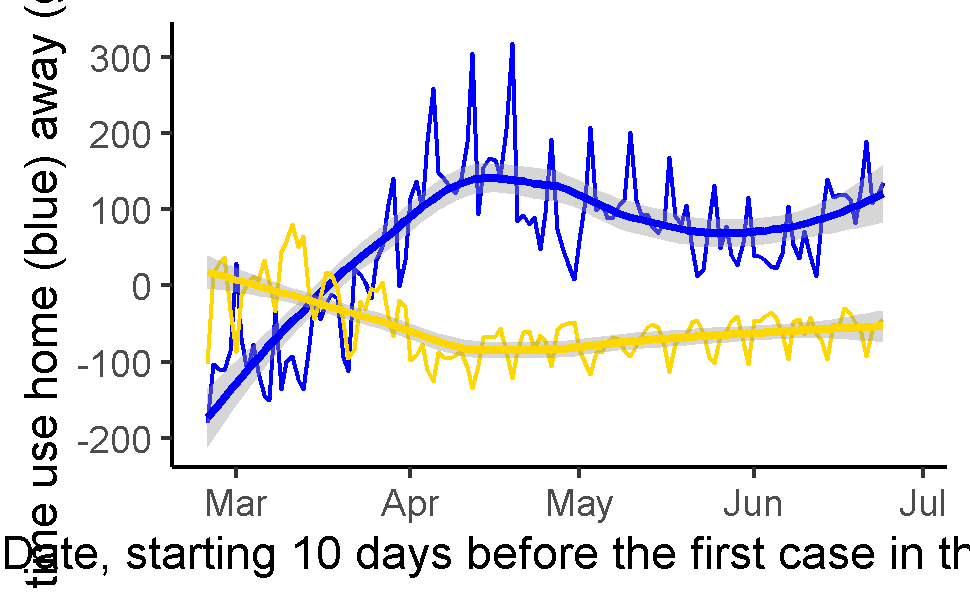 time use home (blue) away (
300
200
100
0
-100
-200
Mar Apr May Jun Jul
Date, starting 10 days before the first case in th